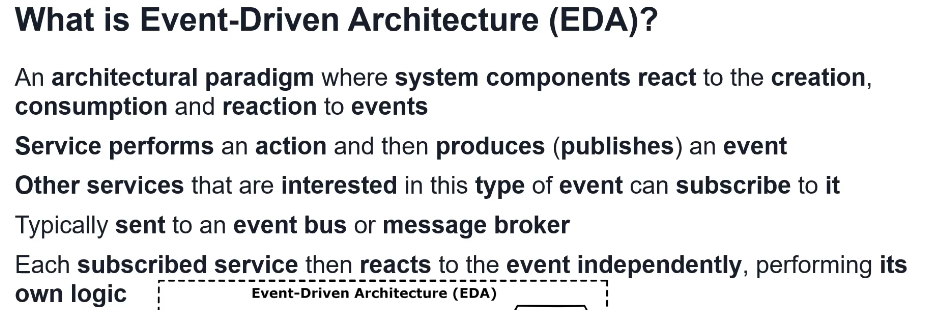 What is Event-Driven Architecture (EDA)?
An architectural paradigm where system components react to the creation,
consumption and reaction to events
Service performs an action and then produces (publishes) an event
Other services that are interested in this type of event can subscribe to it
Typically sent to an event bus or message broker
Each subscribed service then reacts to the event independently, performing its
own logic
Event-Driven Architecture (EDA)